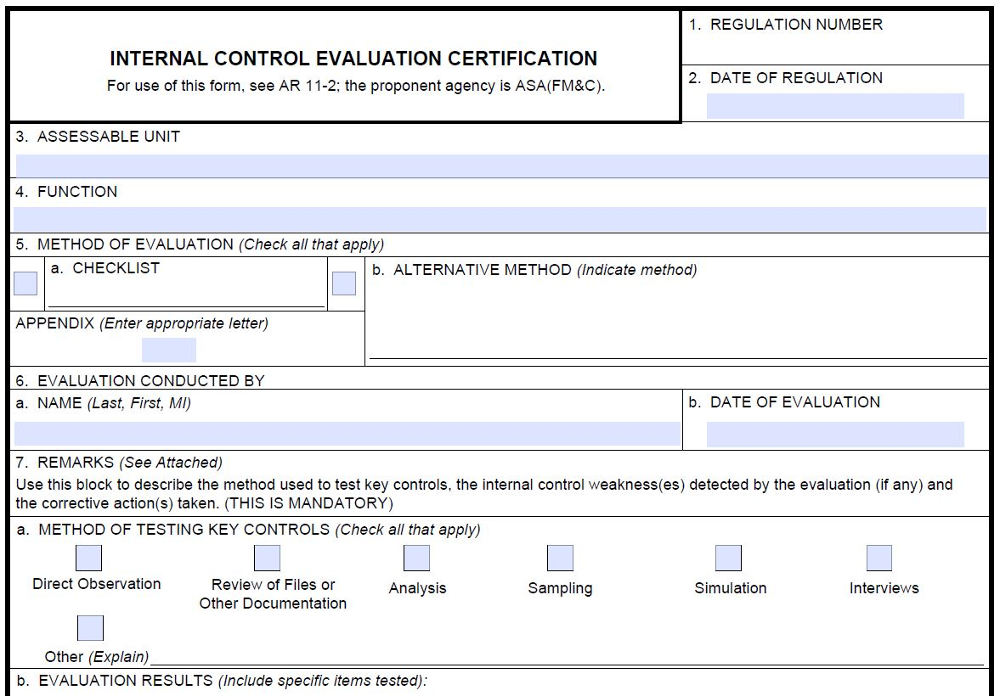 INTERNAL CONTROL EVALUATION CERTIFICATION
For use of this form, see AR 11-2; the proponent agency is ASA(FM&C).
1. REGULATION NUMBER
2. DATE OF REGULATION
3. ASSESSABLE UNIT
4. FUNCTION
5. METHOD OF EVALUATION (Check all that apply)
a. CHECKLIST
b. ALTERNATIVE METHOD (Indicate method)
APPENDIX (Enter appropriate letter)
6. EVALUATION CONDUCTED BY
a. NAME (Last, First, MI)
b. DATE OF EVALUATION
7. REMARKS (See Attached)
Use this block to describe the method used to test key controls, the internal control weakness(es) detected by the evaluation (if any) and
the corrective action(s) taken. (THIS IS MANDATORY)
a. METHOD OF TESTING KEY CONTROLS (Check all that apply)
Direct Observation
Review of Files or
Other Documentation
Analysis
Sampling
Simulation
Interviews
Other (Explain)
b. EVALUATION RESULTS (Include specific items tested):